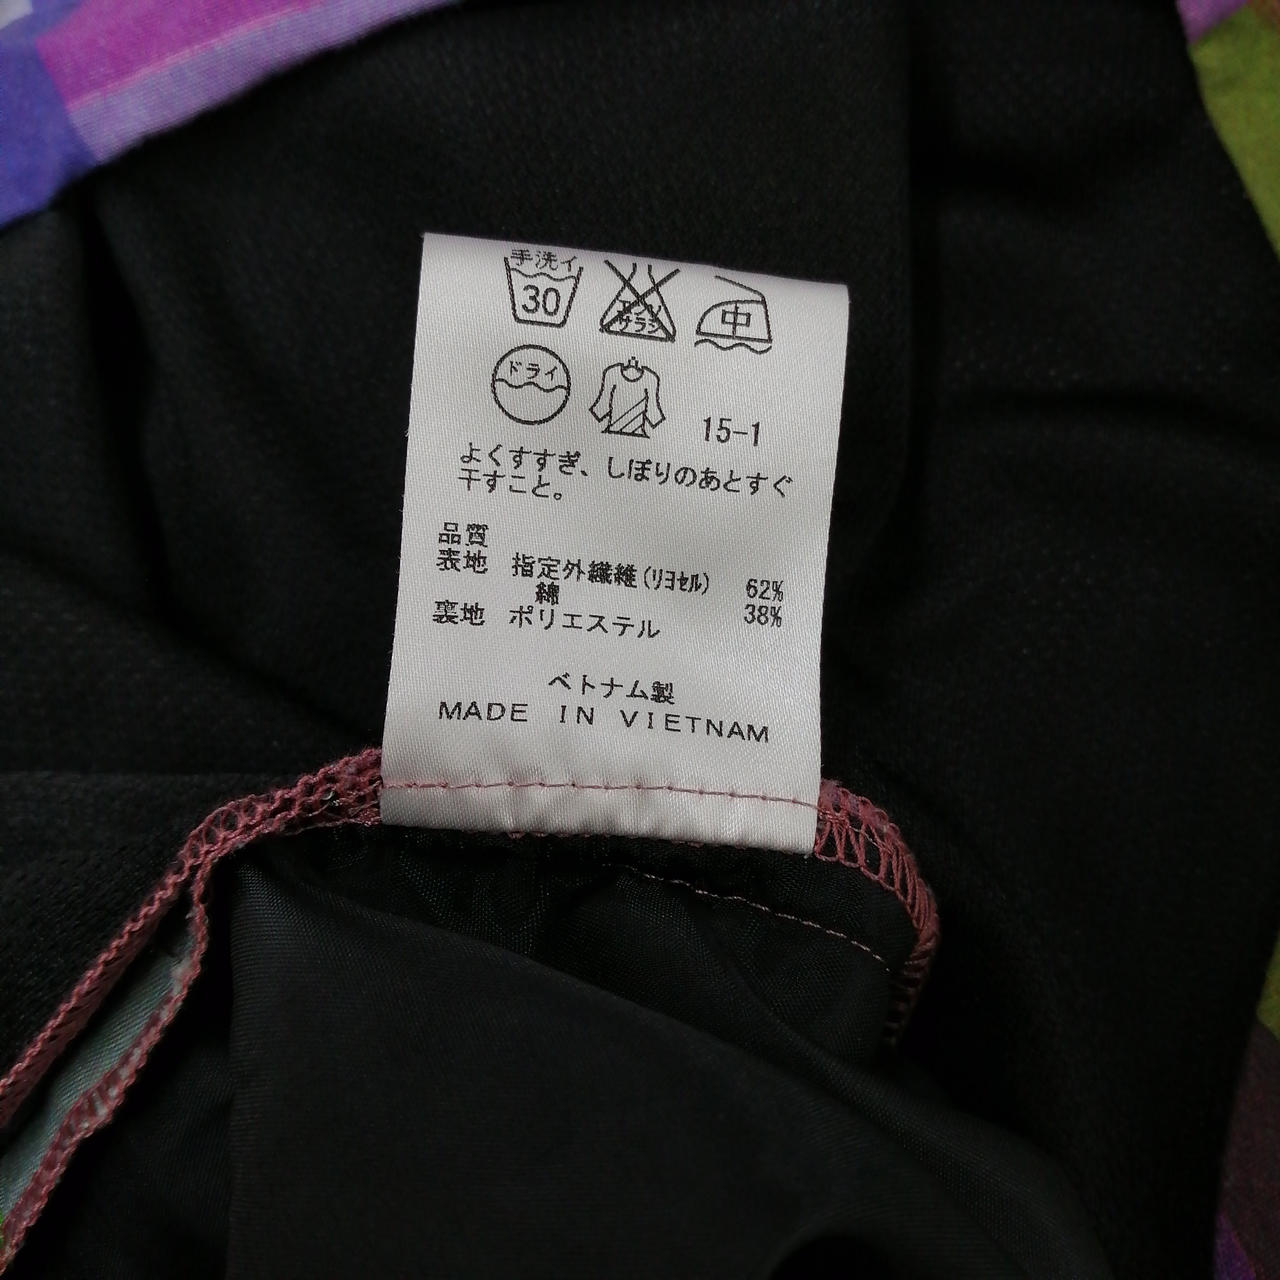 手洗イ
30
エンソ
サラシ
中
ドライ
15-1
よくすすぎ、しぼりのあとすぐ
干すこと。
品質
表地 指定外繊維(ﾘﾖｾﾙ) 62%
綿 38%
裏地 ポリエステル
ベトナム製
MADE IN VIETNAM